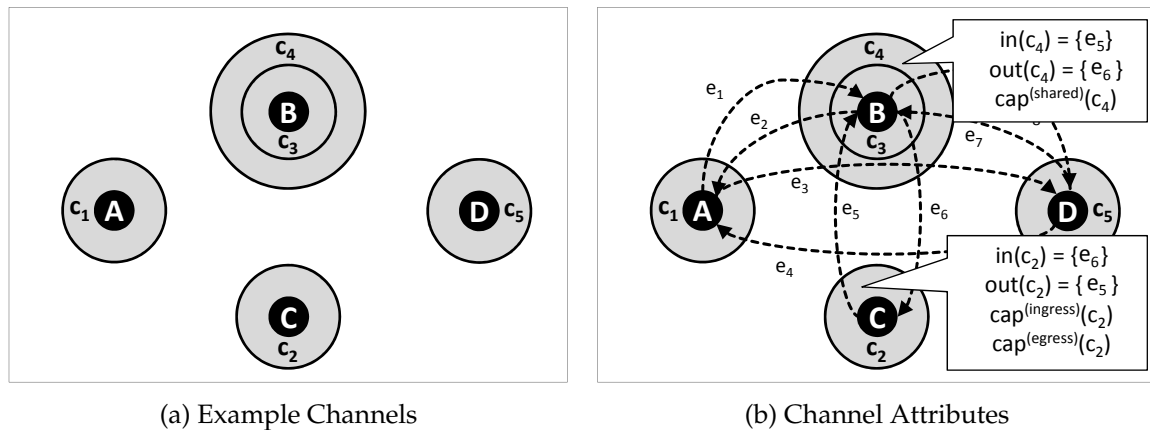 c4
B
c3
c1 A
D c5
C
c2
(a) Example Channels
c4
in(c4) = {e5}
out(c4) = {e6}
cap(shared)(c4)
e1
B
e2
c3
e7
e3
c1 A
e5
e6
D c5
e4
in(c2) = {e6}
out(c2) = {e5}
cap(ingress)(c2)
cap(egress)(c2)
C
c2
(b) Channel Attributes